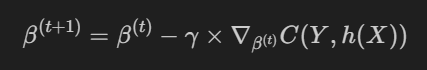 β^(t+1) = β^(t) − γ × ∇_β^(t) C(Y, h(X))